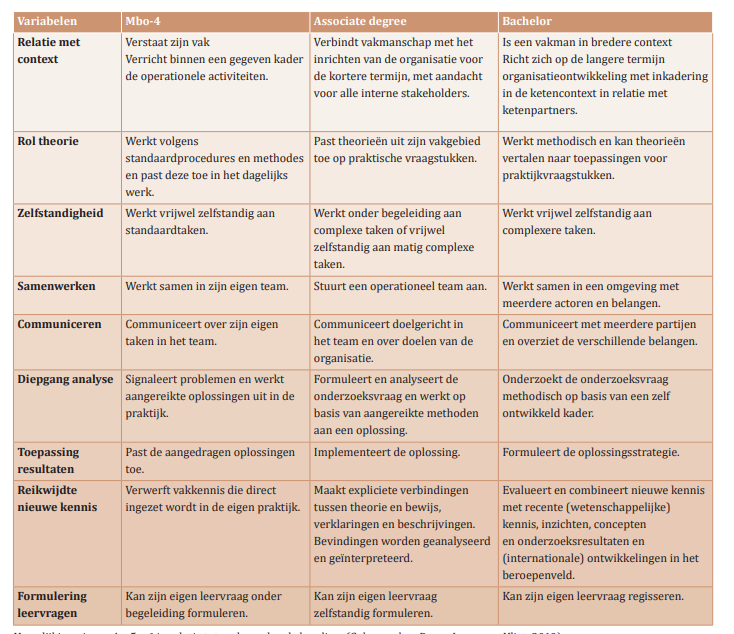 Variabelen Mbo-4 Associate degree Bachelor
Relatie met
context
Verstaat zijn vak
Verricht binnen een gegeven kader
de operationele activiteiten.
Verbindt vakmanschap met het
inrichten van de organisatie voor
de kortere termijn, met aandacht
voor alle interne stakeholders.
Is een vakman in bredere context
Richt zich op de langere termijn
organisatieontwikkeling met inkadering
in de ketencontext in relatie met
ketenpartners.
Rol theorie
Werkt volgens
standaardprocedures en methodes
en past deze toe in het dagelijks
werk.
Past theorieën uit zijn vakgebied
toe op praktische vraagstukken.
Werkt methodisch en kan theorieën
vertalen naar toepassingen voor
praktijkvraagstukken.
Zelfstandigheid
Werkt vrijwel zelfstandig aan
standaardtaken.
Werkt onder begeleiding aan
complexe taken of vrijwel
zelfstandig aan matig complexe
taken.
Werkt vrijwel zelfstandig aan
complexere taken.
Samenwerken
Werkt samen in zijn eigen team.
Stuurt een operationeel team aan.
Werkt samen in een omgeving met
meerdere actoren en belangen.
Communiceren
Communiceert over zijn eigen
taken in het team.
Communiceert doelgericht in
het team en over doelen van de
organisatie.
Communiceert met meerdere partijen
en overziet de verschillende belangen.
Diepgang analyse
Signaleert problemen en werkt
aangereikte oplossingen uit in de
praktijk.
Formuleert en analyseert de
onderzoeksvraag en werkt op
basis van aangereikte methoden
aan een oplossing.
Onderzoekt de onderzoeksvraag
methodisch op basis van een zelf
ontwikkeld kader.
Toepassing
resultaten
Past de aangedragen oplossingen
toe.
Implementeert de oplossing.
Formuleert de oplossingsstrategie.
Reikwijdte
nieuwe kennis
Verwerft vakkennis die direct
ingezet wordt in de eigen praktijk.
Maakt expliciete verbindingen
tussen theorie en bewijs,
verklaringen en beschrijvingen.
Bevindingen worden geanalyseerd
en geïnterpreteerd.
Evalueert en combineert nieuwe kennis
met recente (wetenschappelijke)
kennis, inzichten, concepten
en onderzoeksresultaten en
(internationale) ontwikkelingen in het
beroepenveld.
Formulering
leervragen
Kan zijn eigen leervraag onder
begeleiding formuleren.
Kan zijn eigen leervraag
zelfstandig formuleren.
Kan zijn eigen leervraag regisseren.